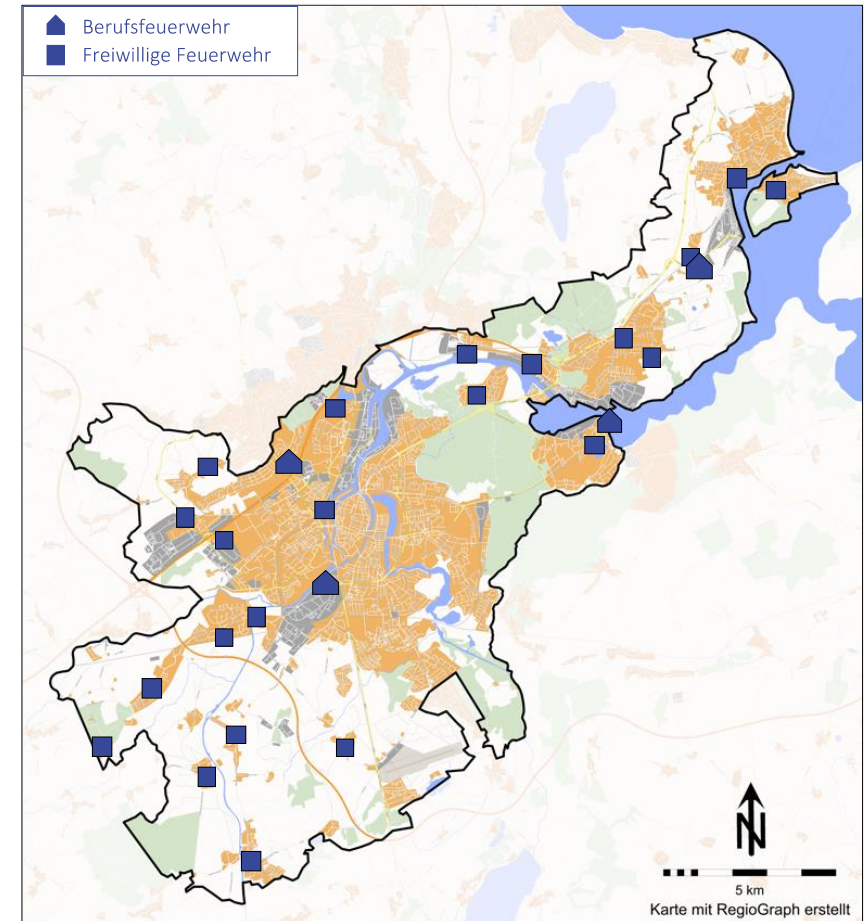 Berufsfeuerwehr
Freiwillige Feuerwehr
N
5 km
Karte mit RegioGraph erstellt